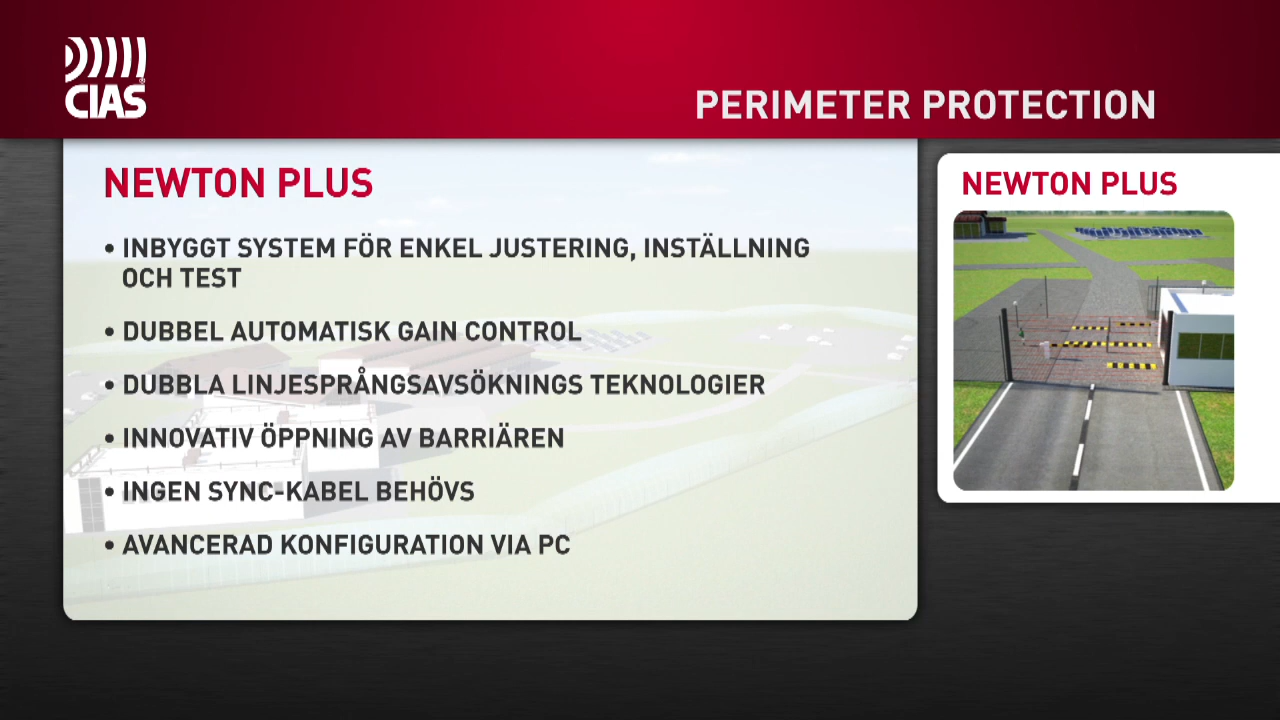 CIAS
PERIMETER PROTECTION
NEWTON PLUS
• INBYGGT SYSTEM FÖR ENKEL JUSTERING, INSTÄLLNING
OCH TEST
• DUBBEL AUTOMATISK GAIN CONTROL
• DUBBLA LINJESPRÅNGSAVSÖKNINGS TEKNOLOGIER
• INNOVATIV ÖPPNING AV BARRIÄREN
• INGEN SYNC-KABEL BEHÖVS
• AVANCERAD KONFIGURATION VIA PC
NEWTON PLUS